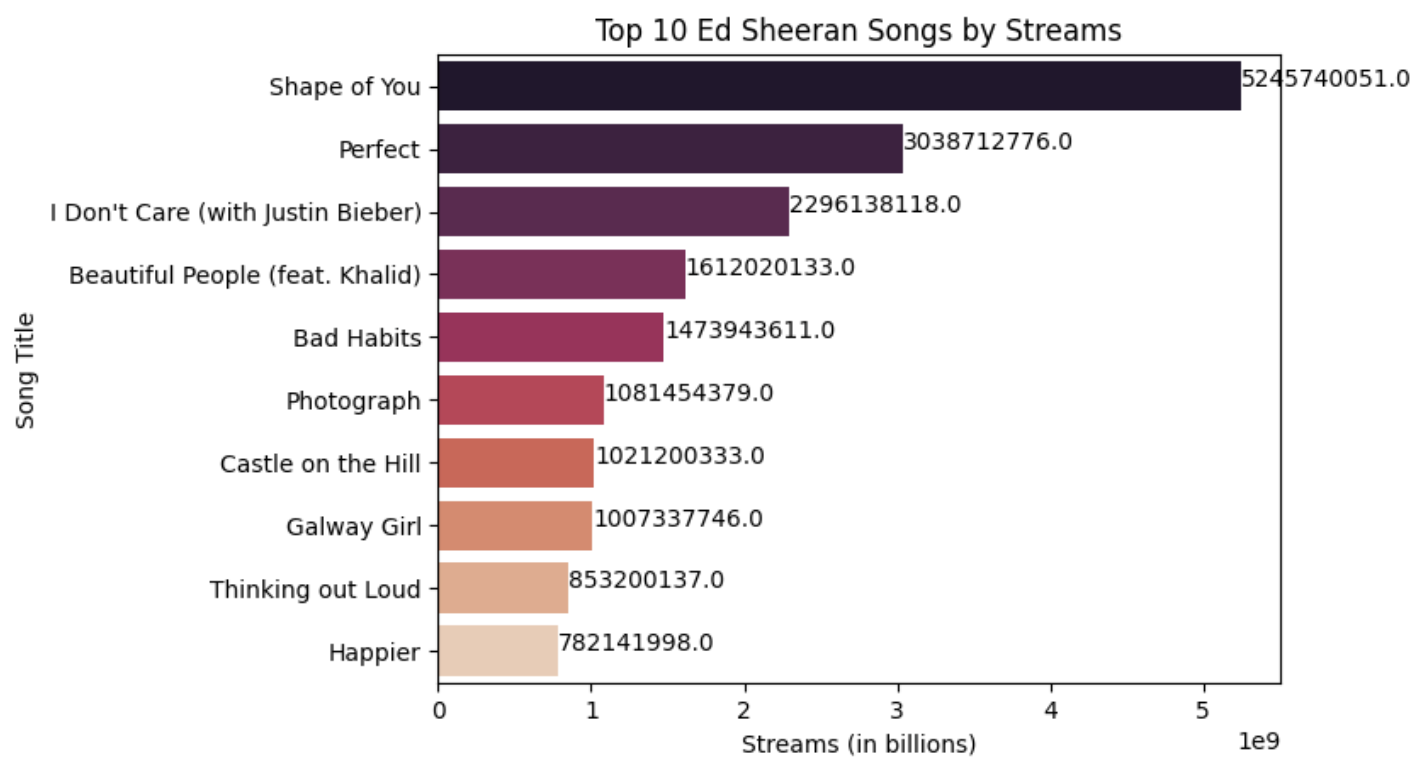 Top 10 Ed Sheeran Songs by Streams
Shape of You 5245740051.0
Perfect 3038712776.0
I Don't Care (with Justin Bieber) 2296138118.0
Beautiful People (feat. Khalid) 1612020133.0
Bad Habits 1473943611.0
Photograph 1081454379.0
Castle on the Hill 1021200333.0
Galway Girl 1007337746.0
Thinking out Loud 853200137.0
Happier 782141998.0
Song Title
0 1 2 3 4 5
1e9
Streams (in billions)